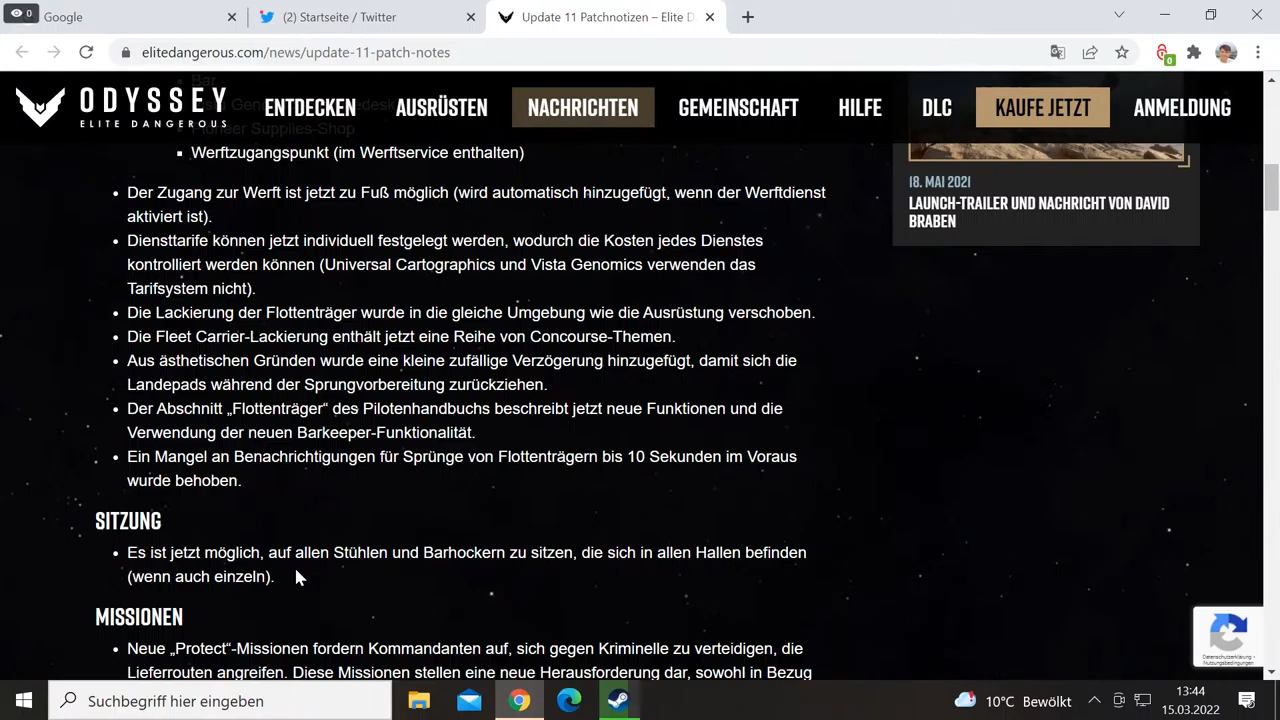 0
Google
(2) Startseite / Twitter
Update 11 Patchnotizen – Elite D
elitedangerous.com/news/update-11-patch-notes
0
Bar
ODYSSEY
ELITE DANGEROUS
ENTDECKEN
AUSRÜSTEN
NACHRICHTEN
GEMEINSCHAFT
HILFE
DLC
KAUFE JETZT
ANMELDUNG
Pioneer Supplies-Shop
Werftzugangspunkt (im Werftservice enthalten)
Der Zugang zur Werft ist jetzt zu Fuß möglich (wird automatisch hinzugefügt, wenn der Werftdienst
aktiviert ist).
Diensttarife können jetzt individuell festgelegt werden, wodurch die Kosten jedes Dienstes
kontrolliert werden können (Universal Cartographics und Vista Genomics verwenden das
Tarifsystem nicht).
Die Lackierung der Flottenträger wurde in die gleiche Umgebung wie die Ausrüstung verschoben.
Die Fleet Carrier-Lackierung enthält jetzt eine Reihe von Concourse-Themen.
Aus ästhetischen Gründen wurde eine kleine zufällige Verzögerung hinzugefügt, damit sich die
Landepads während der Sprungvorbereitung zurückziehen.
Der Abschnitt „Flottenträger“ des Pilotenhandbuchs beschreibt jetzt neue Funktionen und die
Verwendung der neuen Barkeeper-Funktionalität.
Ein Mangel an Benachrichtigungen für Sprünge von Flottenträgern bis 10 Sekunden im Voraus
wurde behoben.
SITZUNG
Es ist jetzt möglich, auf allen Stühlen und Barhockern zu sitzen, die sich in allen Hallen befinden
(wenn auch einzeln).
MISSIONEN
Neue „Protect“-Missionen fordern Kommandanten auf, sich gegen Kriminelle zu verteidigen, die
Lieferrouten angreifen. Diese Missionen stellen eine neue Herausforderung dar, sowohl in Bezug
18. MAI 2021
LAUNCH-TRAILER UND NACHRICHT VON DAVID
BRABEN
Datenschutzerklärung -
Nutzungsbedingungen
Suchbegriff hier eingeben
10°C Bewölkt
13:44
15.03.2022